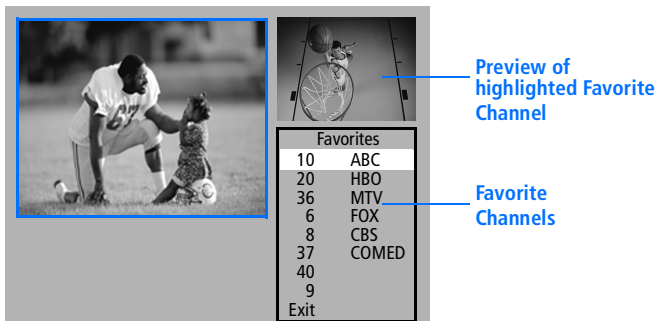 Preview of
highlighted Favorite
Channel
Favorites
10 ABC
20 HBO
36 MTV
6 FOX
8 CBS
37 COMED
40
9
Exit
Favorite
Channels